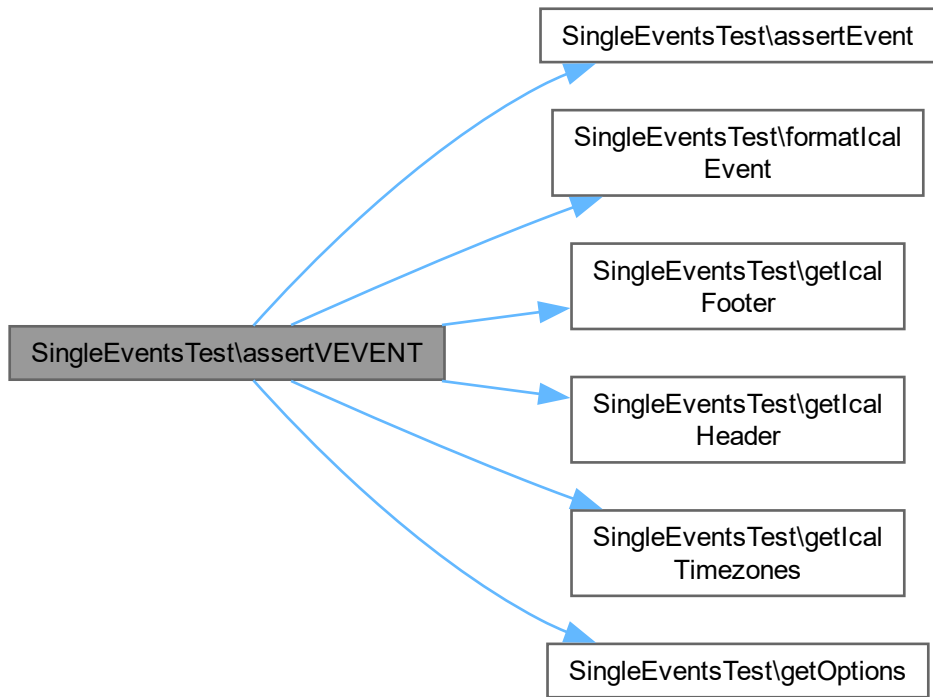 SingleEventsTest\assertEvent
SingleEventsTest\formatIcal
Event
SingleEventsTest\getIcal
Footer
SingleEventsTest\assertVEVENT
SingleEventsTest\getIcal
Header
SingleEventsTest\getIcal
Timezones
SingleEventsTest\getOptions